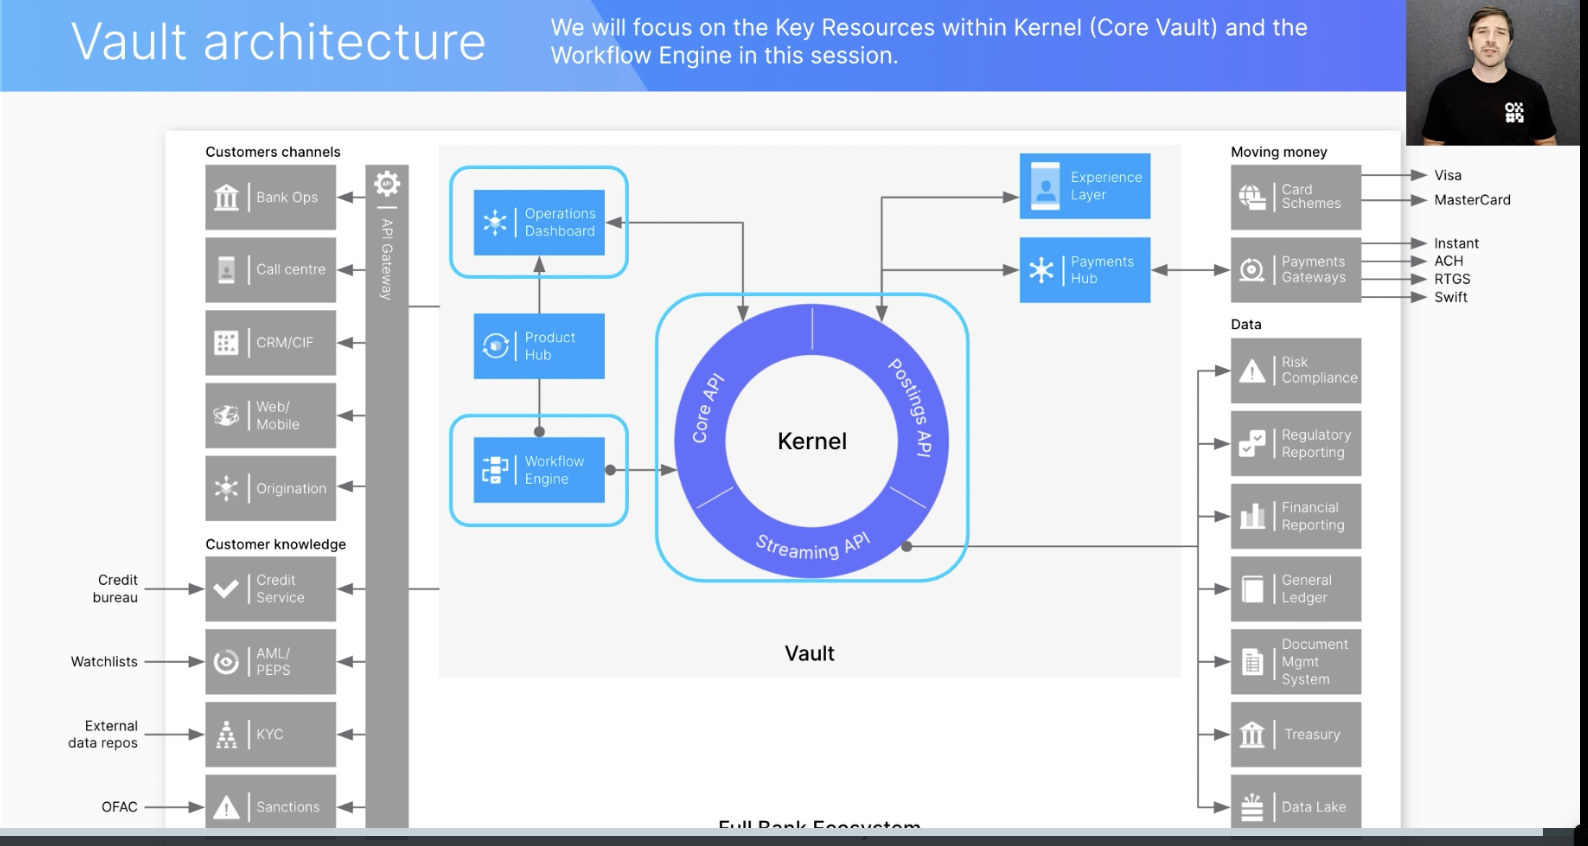 Vault architecture
We will focus on the Key Resources within Kernel (Core Vault) and the
Workflow Engine in this session.
Customers channels
Bank Ops
Call centre
CRM/CIF
Web/
Mobile
Origination
Customer knowledge
Credit
bureau
Credit
Service
Watchlists
AML/
PEPS
External
data repos
KYC
OFAC
Sanctions
API
API Gateway
Operations
Dashboard
Product
Hub
Workflow
Engine
Core API
Postings API
Streaming API
Kernel
Vault
Experience
Layer
Payments
Hub
Full Bank Ecosystem
Moving money
Card
Schemes
Visa
MasterCard
Payments
Gateways
Instant
ACH
RTGS
Swift
Data
Risk
Compliance
Regulatory
Reporting
Financial
Reporting
General
Ledger
Document
Mgmt
System
Treasury
Data Lake